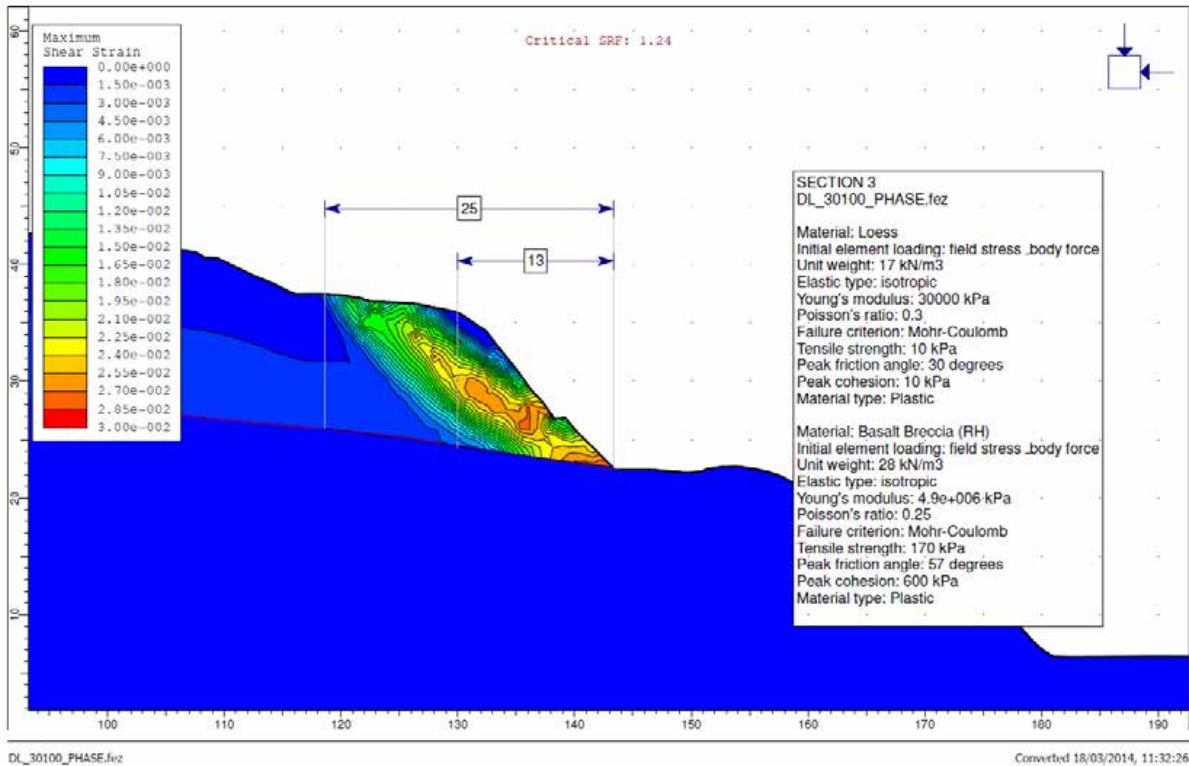 Maximum
Shear Strain
0.00e+000
1.50e-003
3.00e-003
4.50e-003
6.00e-003
7.50e-003
9.00e-003
1.05e-002
1.20e-002
1.35e-002
1.50e-002
1.65e-002
1.80e-002
1.95e-002
2.10e-002
2.25e-002
2.40e-002
2.55e-002
2.70e-002
2.85e-002
3.00e-002
Critical SRF: 1.24
25
13
SECTION 3
DL_30100_PHASE.fez
Material: Loess
Initial element loading: field stress _body force
Unit weight: 17 kN/m3
Elastic type: isotropic
Young's modulus: 30000 kPa
Poisson's ratio: 0.3
Failure criterion: Mohr-Coulomb
Tensile strength: 10 kPa
Peak friction angle: 30 degrees
Peak cohesion: 10 kPa
Material type: Plastic
Material: Basalt Breccia (RH)
Initial element loading: field stress _body force
Unit weight: 28 kN/m3
Elastic type: isotropic
Young's modulus: 4.9e+006 kPa
Poisson's ratio: 0.25
Failure criterion: Mohr-Coulomb
Tensile strength: 170 kPa
Peak friction angle: 57 degrees
Peak cohesion: 600 kPa
Material type: Plastic
60
50
40
30
20
10
100 110 120 130 140 150 160 170 180 190
DL_30100_PHASE.fez
Converted 18/03/2014, 11:32:26